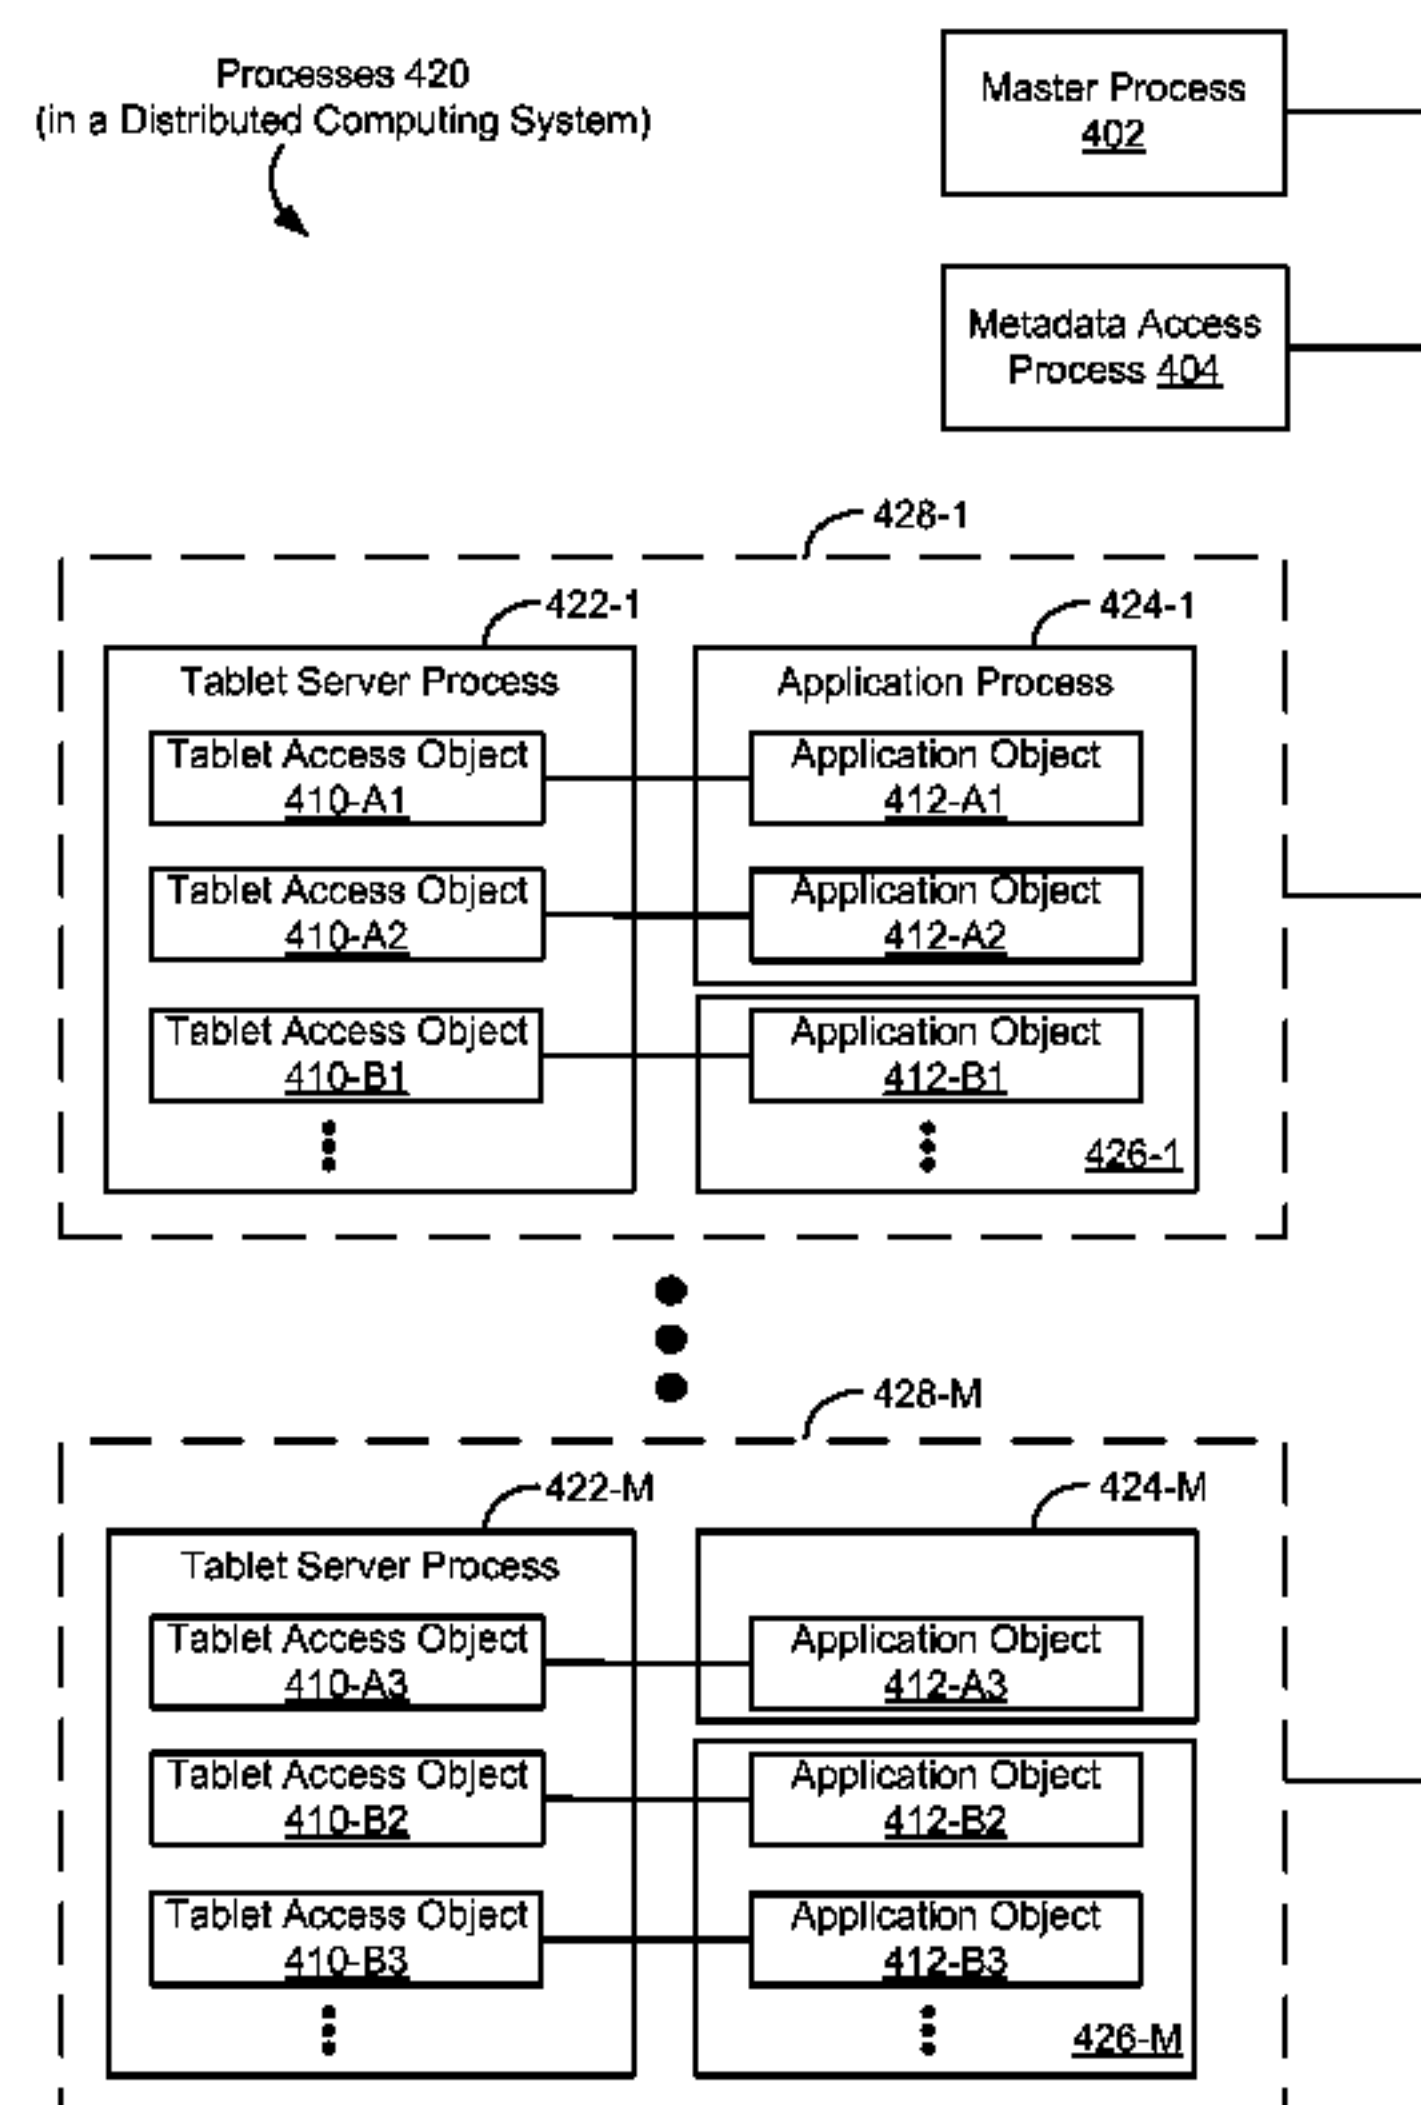 Processes 420
(in a Distributed Computing System)
Master Process
402
Metadata Access
Process 404
428-1
422-1
424-1
Tablet Server Process
Application Process
Tablet Access Object
410-A1
Application Object
412-A1
Tablet Access Object
410-A2
Application Object
412-A2
Tablet Access Object
410-B1
Application Object
412-B1
426-1
428-M
422-M
424-M
Tablet Server Process
Tablet Access Object
410-A3
Application Object
412-A3
Tablet Access Object
410-B2
Application Object
412-B2
Tablet Access Object
410-B3
Application Object
412-B3
426-M